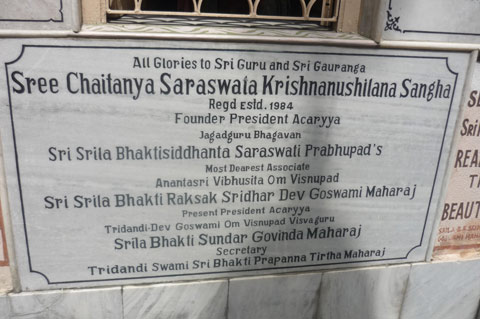 All Glories to Sri Guru and Sri Gauranga
Sree Chaitanya Saraswata Krishnanushilana Sangha
Regd Estd. 1984
Founder President Acaryya
Jagadguru Bhagavan
Sri Srila Bhaktisiddhanta Saraswati Prabhupad's
Most Dearest Associate
Anantasri Vibhusita Om Visnupad
Sri Srila Bhakti Raksak Sridhar Dev Goswami Maharaj
Present President Acaryya
Tridandi-Dev Goswami Om Visnupad Visvaguru
Srila Bhakti Sundar Govinda Maharaj
Secretary
Tridandi Swami Sri Bhakti Prapanna Tirtha Maharaj
BEAUT